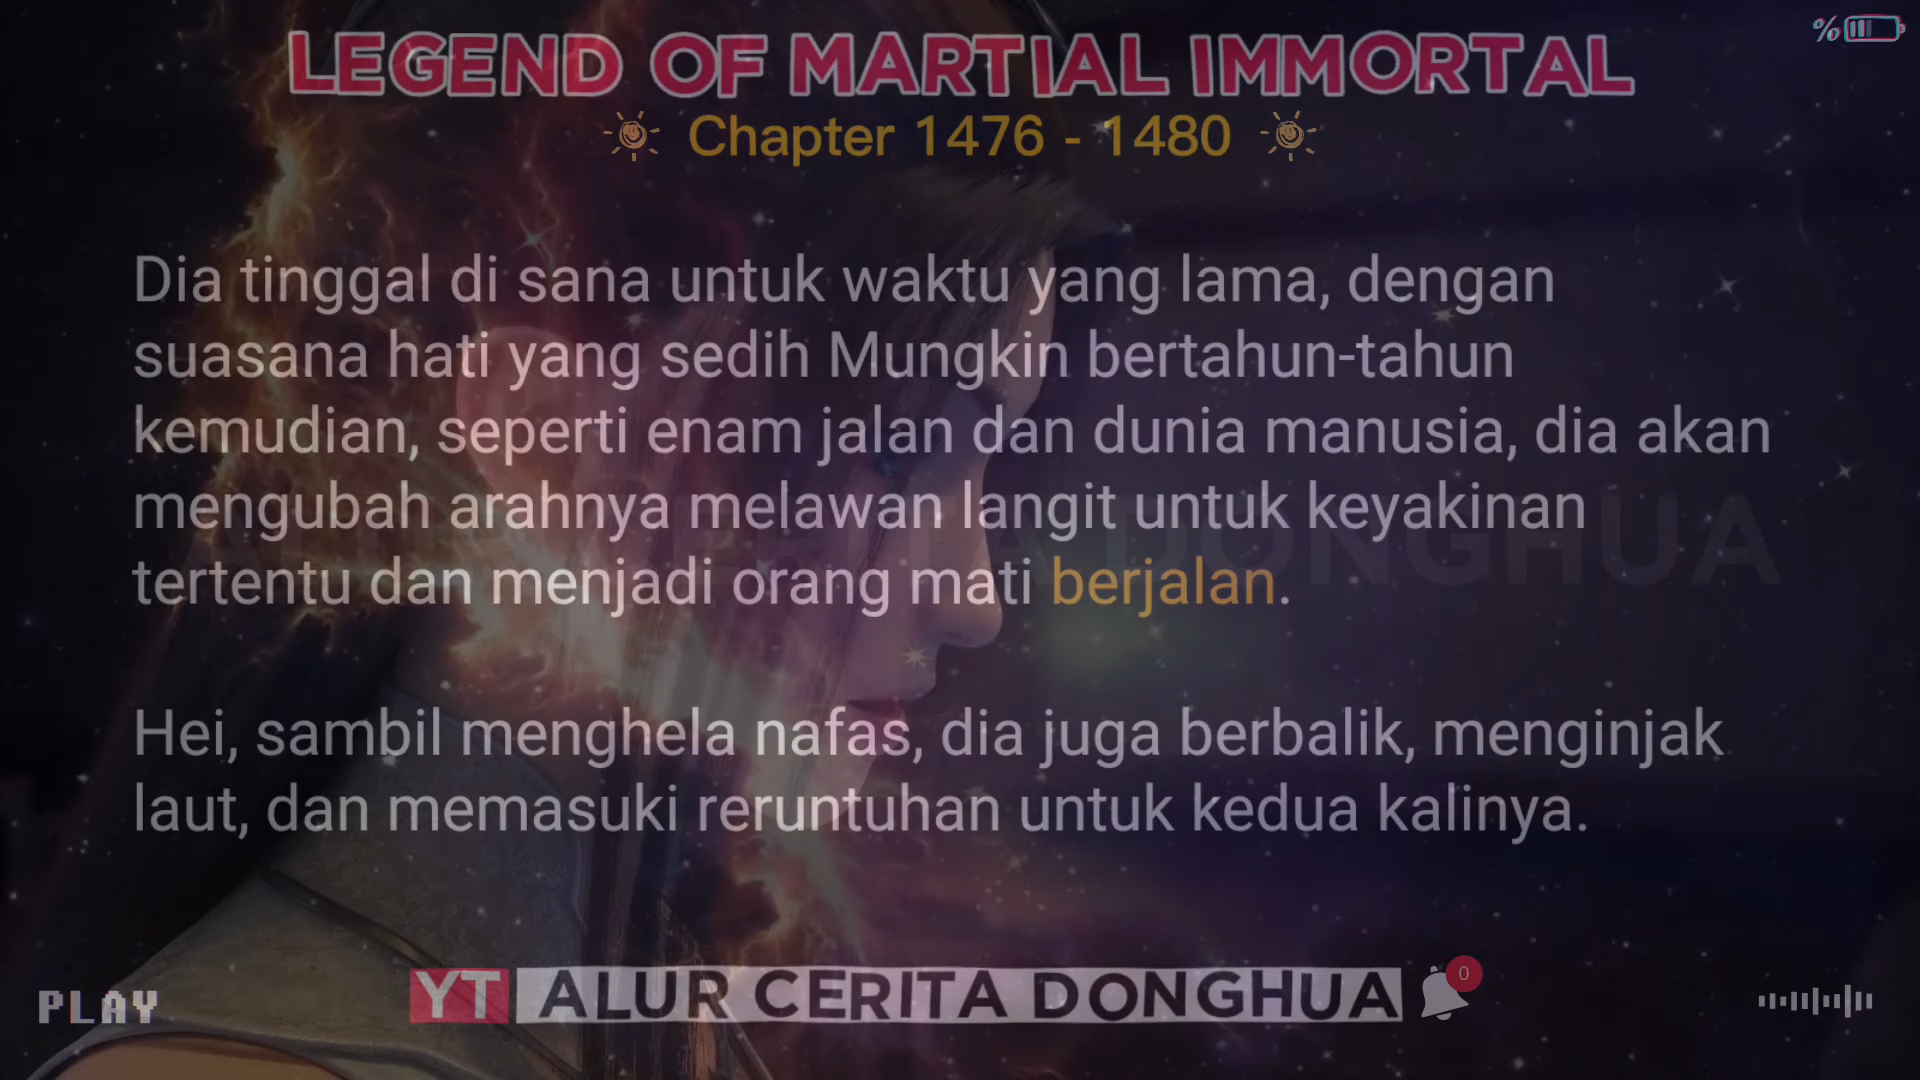 LEGEND OF MARTIAL IMMORTAL
%
Chapter 1476 - 1480
Dia tinggal di sana untuk waktu yang lama, dengan
suasana hati yang sedih Mungkin bertahun-tahun
kemudian, seperti enam jalan dan dunia manusia, dia akan
mengubah arahnya melawan langit untuk keyakinan
tertentu dan menjadi orang mati berjalan.
ALUR CERITA DONGHUA
Hei, sambil menghela nafas, dia juga berbalik, menginjak
laut, dan memasuki reruntuhan untuk kedua kalinya.
PLAY
YT ALUR CERITA DONGHUA
0